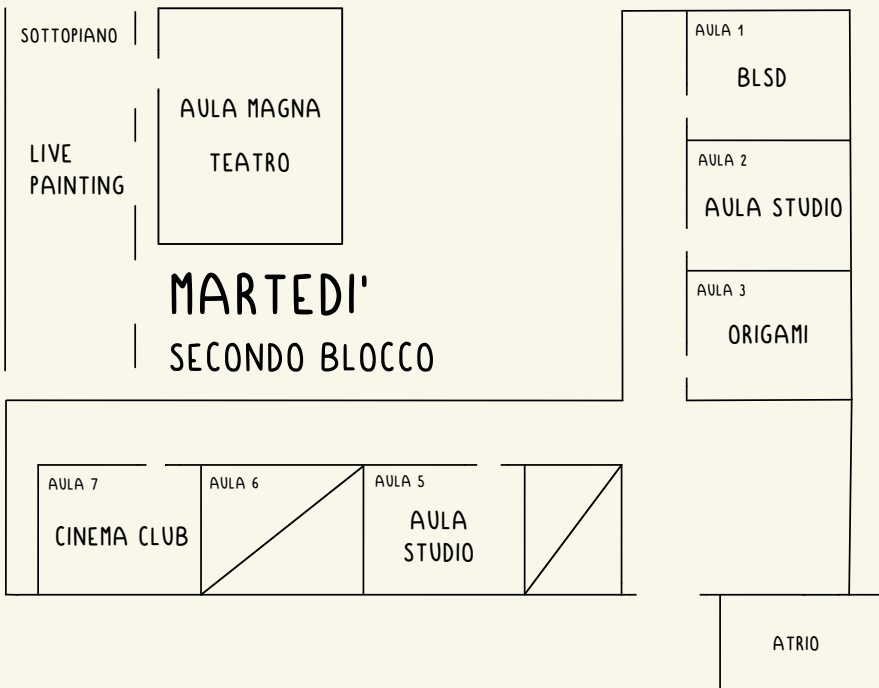 SOTTOPIANO
LIVE
PAINTING
AULA MAGNA
TEATRO
MARTEDI'
SECONDO BLOCCO
AULA 1
BLSD
AULA 2
AULA STUDIO
AULA 3
ORIGAMI
AULA 7
CINEMA CLUB
AULA 6
AULA 5
AULA
STUDIO
ATRIO